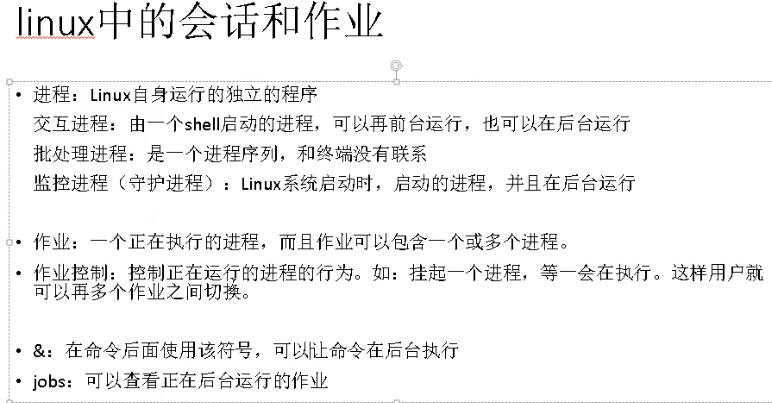 linux中的会话和作业
• 进程：Linux自身运行的独立的程序
交互进程：由一个shell启动的进程，可以再前台运行，也可以在后台运行
批处理进程：是一个进程序列，和终端没有联系
监控进程（守护进程）：Linux系统启动时，启动的进程，并且在后台运行
• 作业：一个正在执行的进程，而且作业可以包含一个或多个进程。
• 作业控制：控制正在运行的进程的行为。如：挂起一个进程，等一会在执行。这样用户就
可以再多个作业之间切换。
• &：在命令后面使用该符号，可以让命令在后台执行
• jobs：可以查看正在后台运行的作业